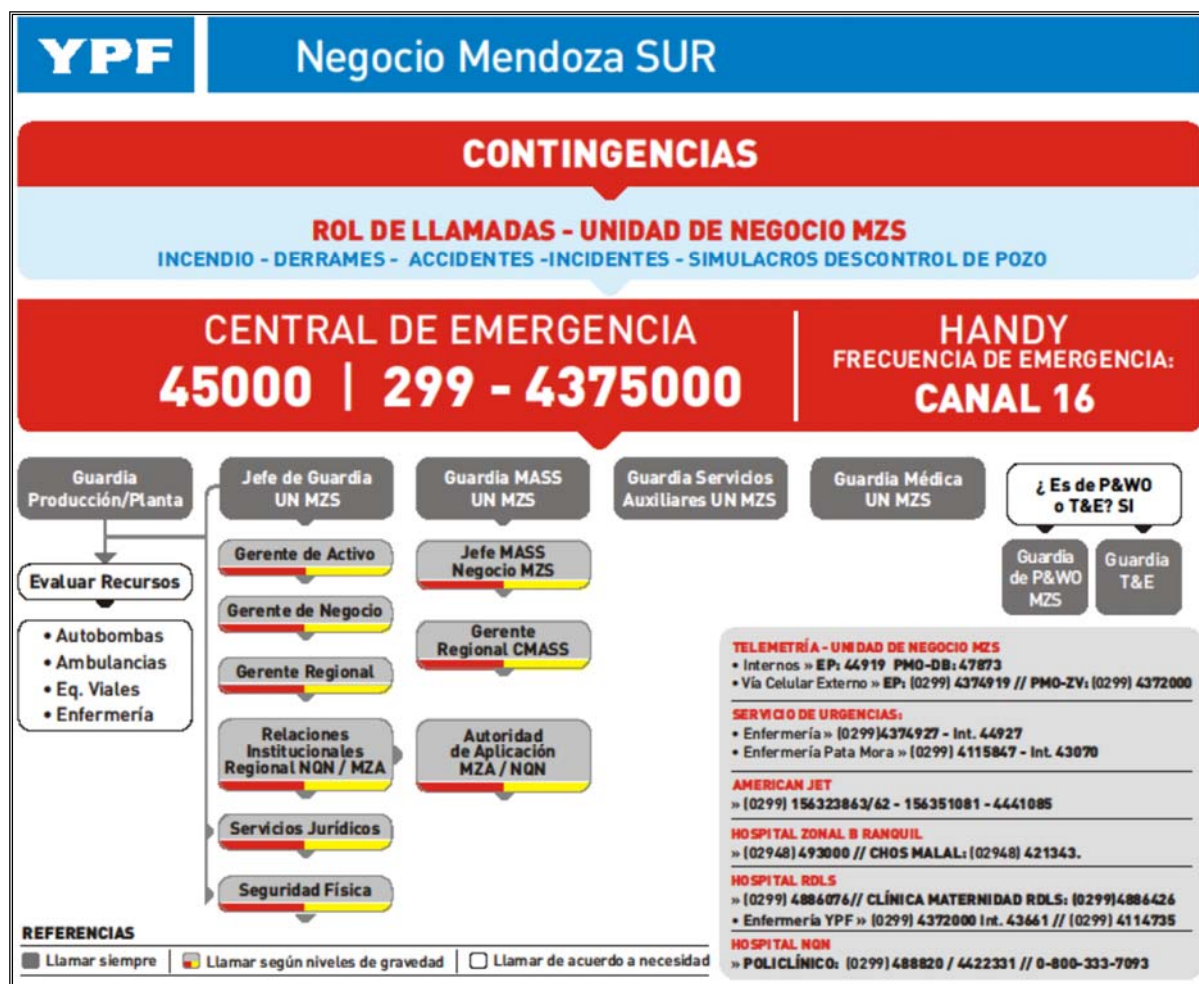 YPF
Negocio Mendoza SUR
CONTINGENCIAS
ROL DE LLAMADAS - UNIDAD DE NEGOCIO MZS
INCENDIO - DERRAMES - ACCIDENTES -INCIDENTES - SIMULACROS DESCONTROL DE POZO
CENTRAL DE EMERGENCIA
45000 | 299 - 4375000
HANDY
FRECUENCIA DE EMERGENCIA:
CANAL 16
Guardia
Producción/Planta
Evaluar Recursos
• Autobombas
• Ambulancias
• Eq. Viales
• Enfermería
Jefe de Guardia
UN MZS
Gerente de Activo
Gerente de Negocio
Gerente Regional
Relaciones
Institucionales
Regional NQN / MZA
Servicios Jurídicos
Seguridad Física
Guardia MASS
UN MZS
Jefe MASS
Negocio MZS
Gerente
Regional CMASS
Autoridad
de Aplicación
MZA / NQN
Guardia Servicios
Auxiliares UN MZS
Guardia Médica
UN MZS
¿ Es de P&WO
o T&E? SI
Guardia
de P&WO
MZS
Guardia
T&E
TELEMETRÍA - UNIDAD DE NEGOCIO MZS
• Internos » EP: 44919 PMO-DB: 47873
• Vía Celular Externo » EP: (0299) 4374919 // PMO-ZV: (0299) 4372000
SERVICIO DE URGENCIAS:
• Enfermería » (0299)4374927 - Int. 44927
• Enfermería Pata Mora » (0299) 4115847 - Int. 43070
AMERICAN JET
» (0299) 156323863/62 - 156351081 - 4441085
HOSPITAL ZONAL B RANQUIL
» (02948) 493000 // CHOS MALAL: (02948) 421343.
HOSPITAL RDLS
» (0299) 4886076// CLÍNICA MATERNIDAD RDLS: (0299)4886426
• Enfermería YPF » (0299) 4372000 Int. 43661 // (0299) 4114735
HOSPITAL NQN
» POLICLÍNICO: (0299) 488820 / 4422331 // 0-800-333-7093
REFERENCIAS
Llamar siempre | Llamar según niveles de gravedad | Llamar de acuerdo a necesidad